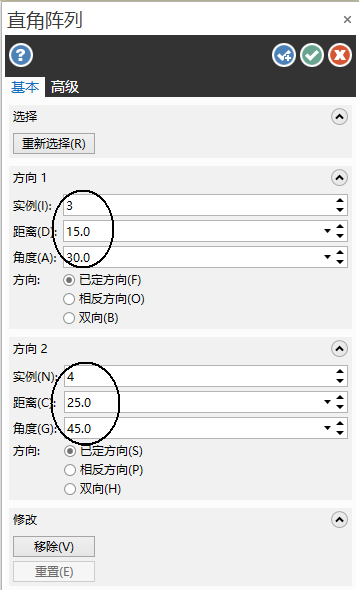 直角阵列
基本 高级
选择
重新选择(R)
方向 1
实例(I): 3
距离(D): 15.0
角度(A): 30.0
方向: 已定方向(F)
相反方向(O)
双向(B)
方向 2
实例(N): 4
距离(C): 25.0
角度(G): 45.0
方向: 已定方向(S)
相反方向(P)
双向(H)
修改
移除(V)
重置(E)